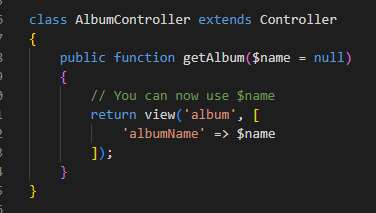 class AlbumController extends Controller
{
    public function getAlbum($name = null)
    {
        // You can now use $name
        return view('album', [
            'albumName' => $name
        ]);
    }
}